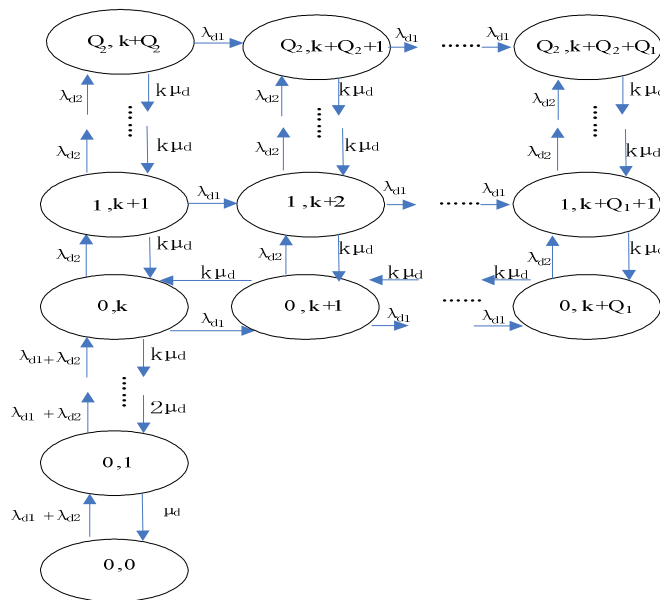 Q₂, k+Q₂ λd1 Q₂, k+Q₂+1 λd1 ...... λd1 Q₂, k+Q₂+Q₁
λd2 kμd λd2 kμd λd2 kμd
λd2 kμd λd2 kμd λd2 kμd
1, k+1 λd1 1, k+2 λd1 ...... λd1 1, k+Q₁+1
λd2 kμd kμd λd2 kμd kμd λd2 kμd kμd
0, k λd1 0, k+1 λd1 ...... λd1 0, k+Q₁
λd1+λd2 kμd
λd1+λd2 2μd
0, 1
λd1+λd2 μd
0, 0